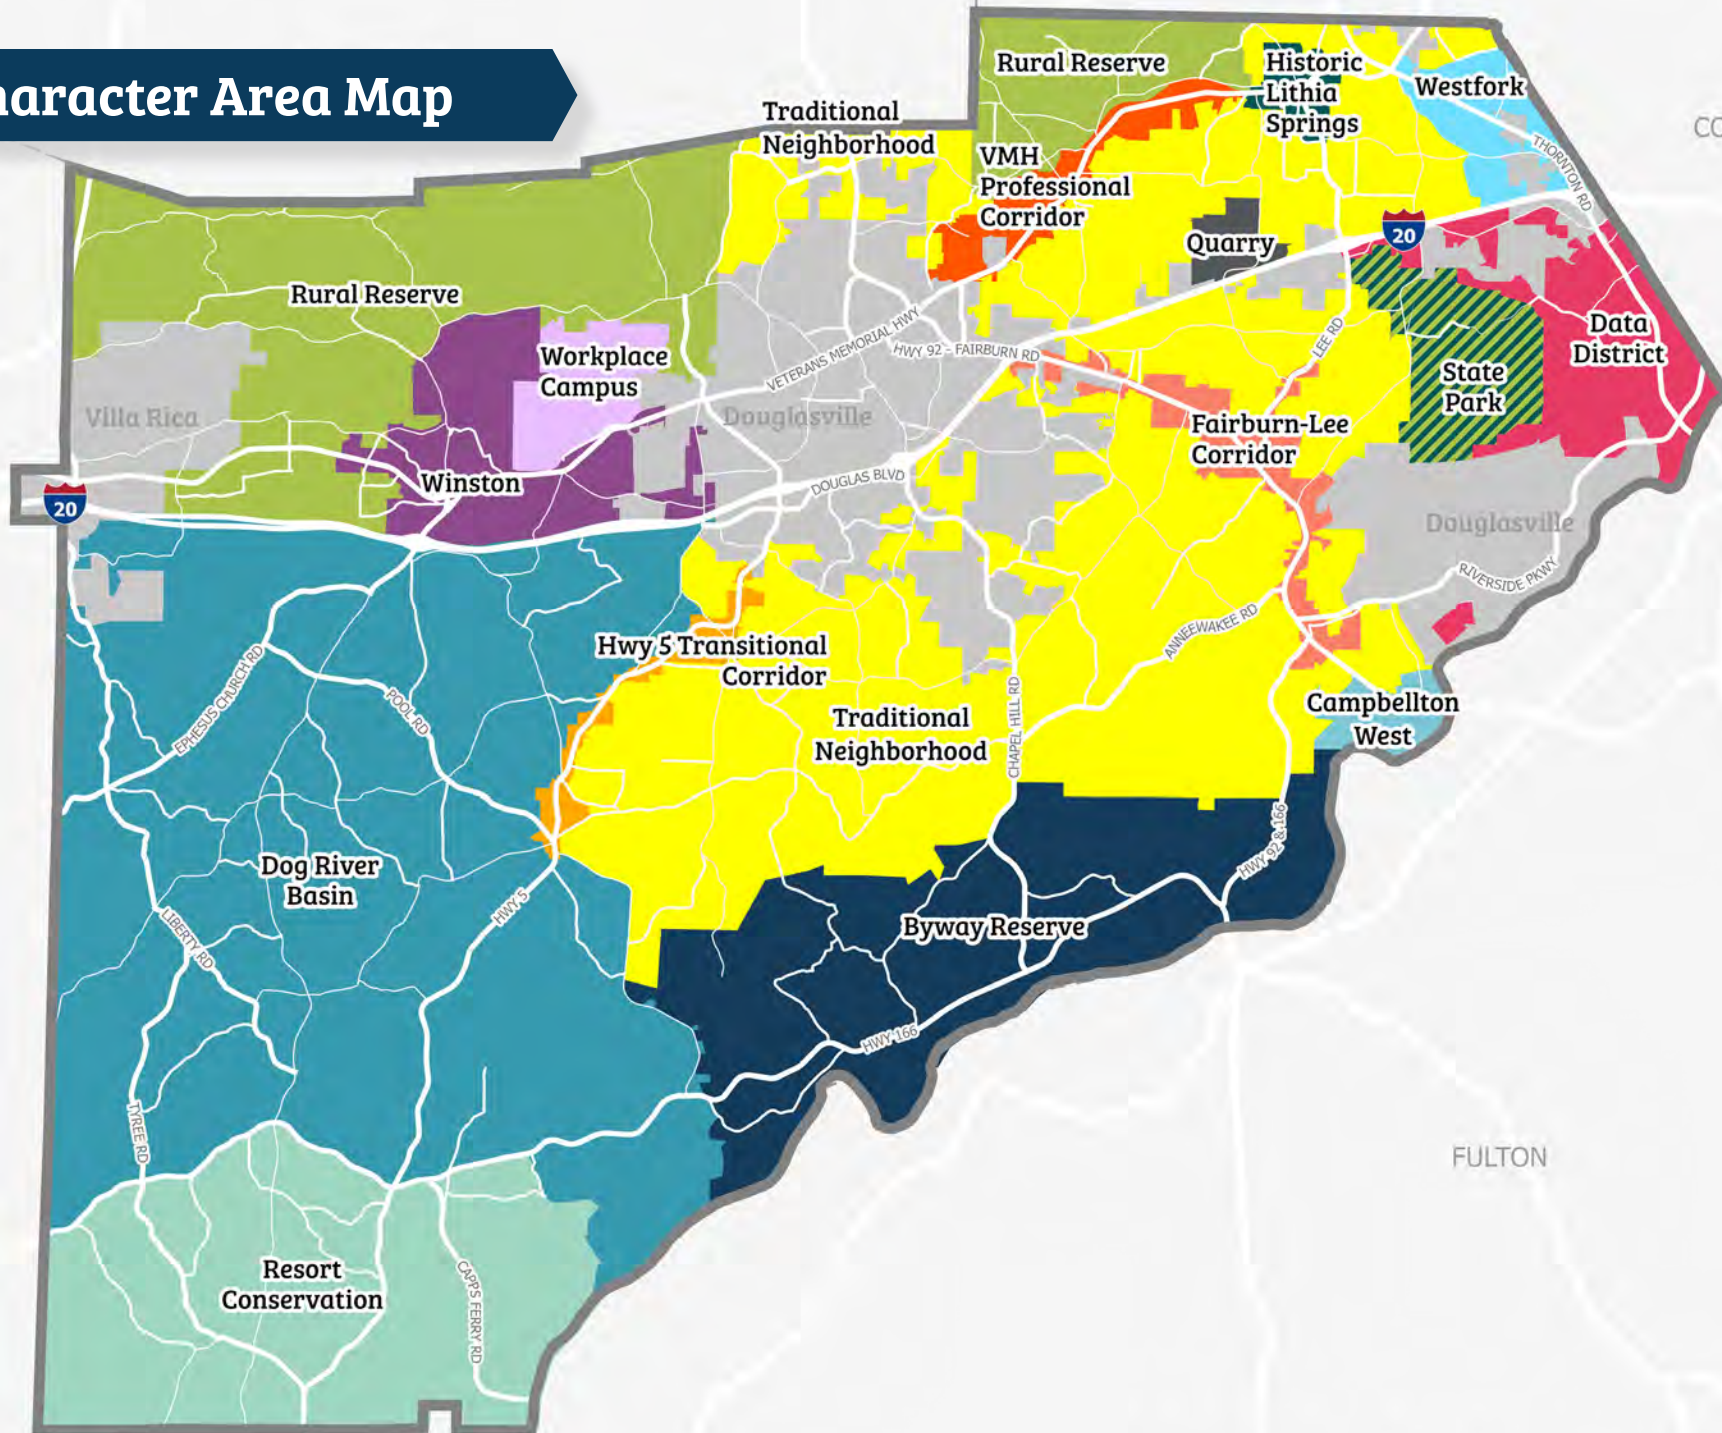 haracter Area Map
Rural Reserve
Historic
Lithia
Springs
Westfork
Traditional
Neighborhood
VMH
Professional
Corridor
THORNTON RD
CO
Quarry
20
Rural Reserve
Workplace
Campus
VETERANS MEMORIAL HWY
HWY 92 - FAIRBURN RD
LEE RD
Data
District
State
Park
Villa Rica
Douglasville
Fairburn-Lee
Corridor
Winston
DOUGLAS BLVD
20
Douglasville
RIVERSIDE PKWY
Hwy 5 Transitional
Corridor
ANNEEWAKEE RD
EPHESUS CHURCH RD
POOL RD
CHAPEL HILL RD
Traditional
Neighborhood
Campbellton
West
Dog River
Basin
HWY 92 & 166
HWY 5
LIBERTY RD
Byway Reserve
HWY 166
TYREE RD
FULTON
Resort
Conservation
CAPPS FERRY RD